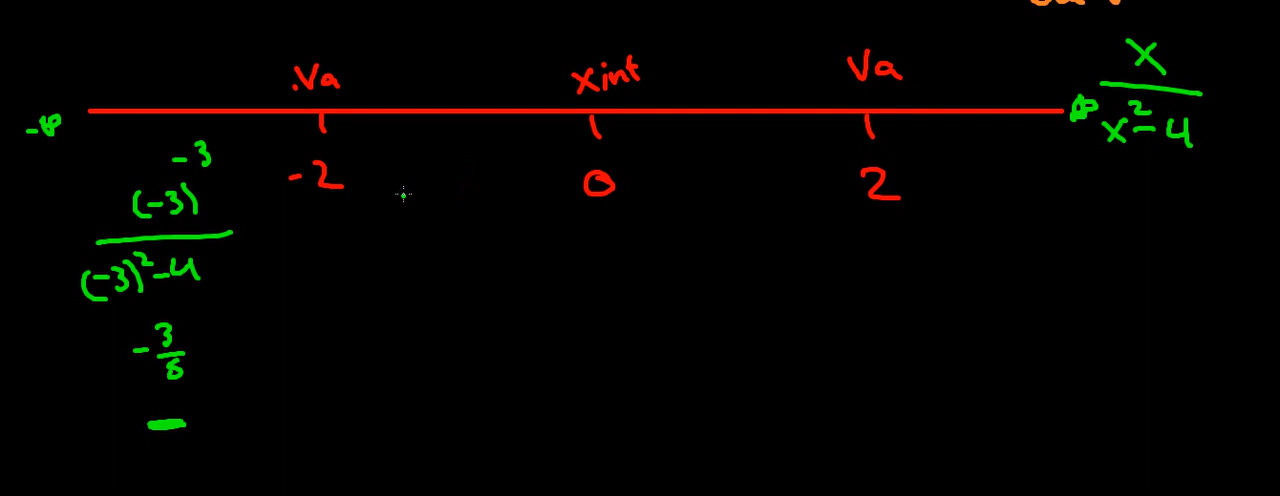 .Va xint Va x
-∞ ∞ x²-4
-2 0 2
-3
(-3)
(-3)²-4
-3/5
-